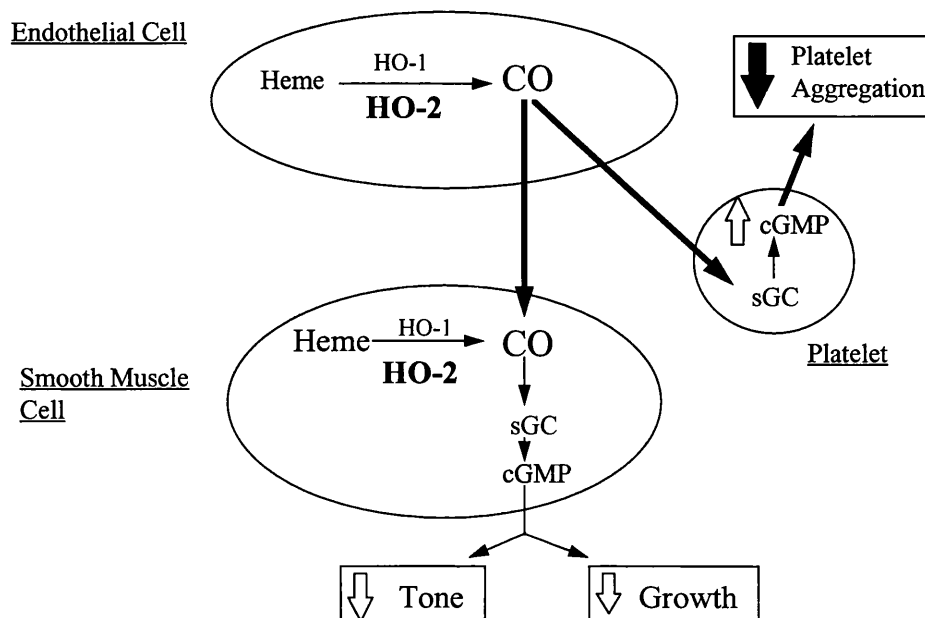 Endothelial Cell
Heme
HO-1
HO-2
CO
Platelet
Aggregation
cGMP
sGC
Platelet
Smooth Muscle
Cell
Heme
HO-1
HO-2
CO
sGC
cGMP
Tone
Growth